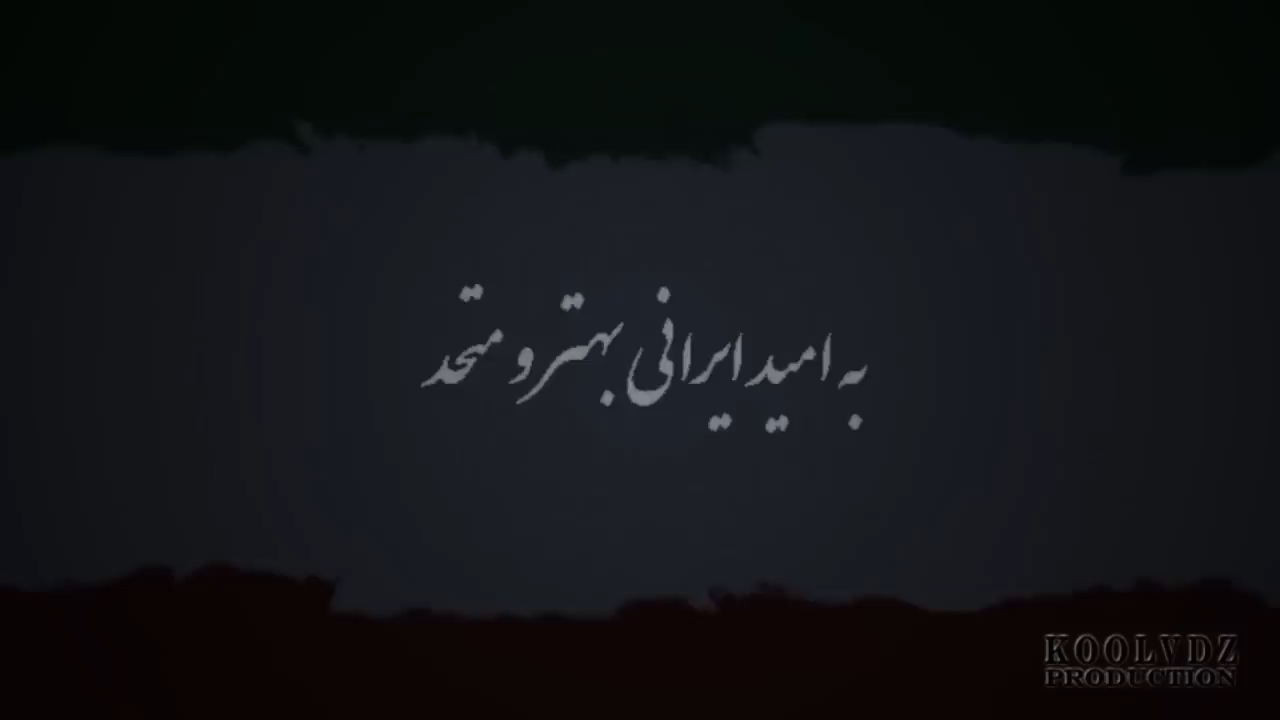 به امید ایرانی بهتر و متحد
KOOLVDZ
PRODUCTION